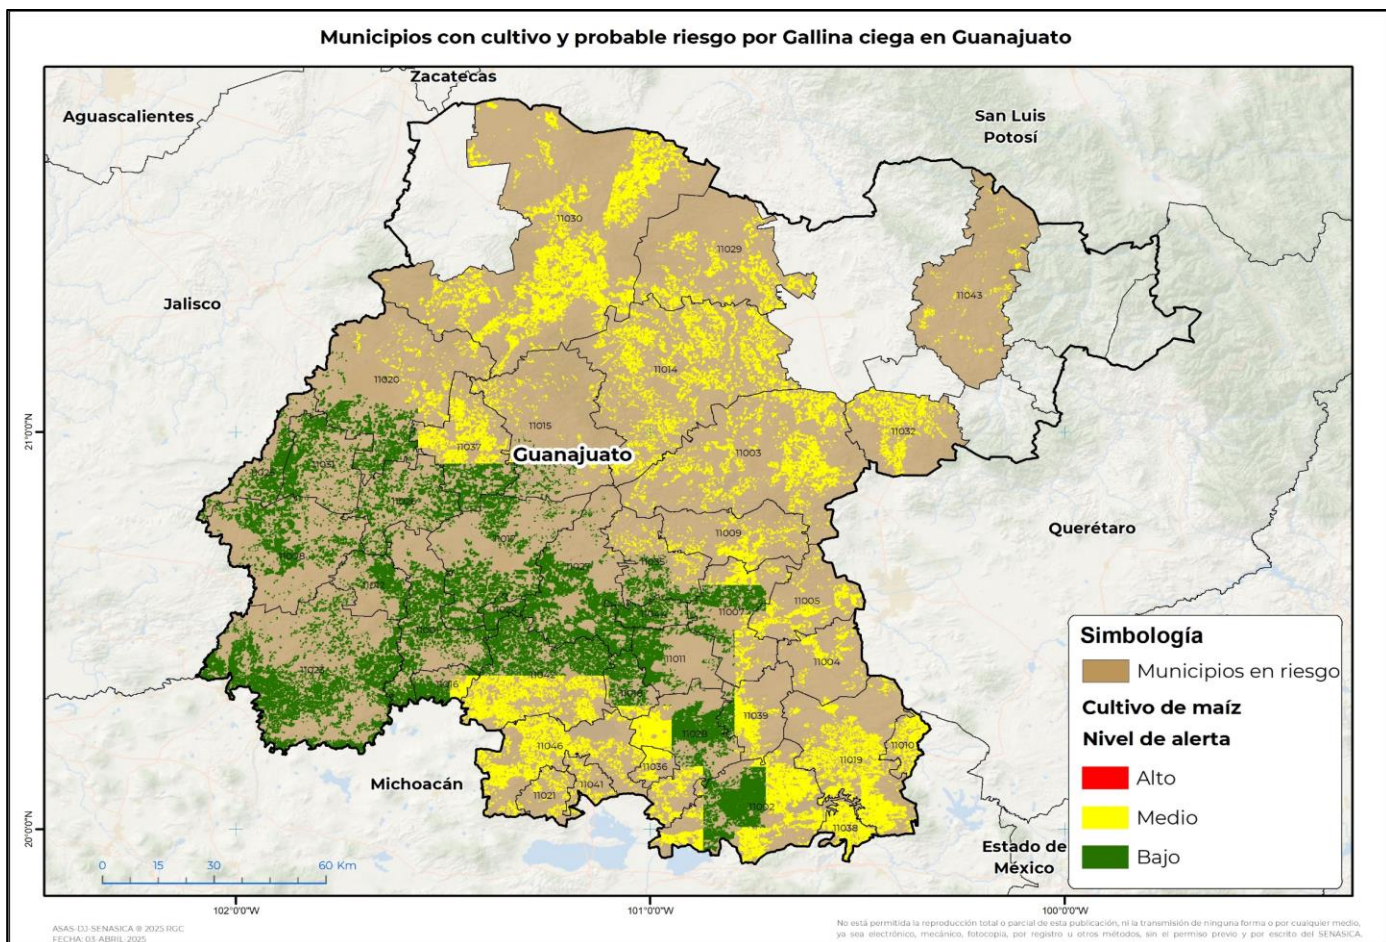 Municipios con cultivo y probable riesgo por Gallina ciega en Guanajuato
Zacatecas
Aguascalientes
San Luis
Potosí
11030
11029
11043
Jalisco
11020
11014
11015
11037
11032
11003
21°0'0"N
Guanajuato
Querétaro
11009
11005
11007
11004
11011
11039
11028
11046
11036
11019
11010
11021
11041
11002
11038
Michoacán
Estado de
México
20°0'0"N
0 15 30 60 Km
102°0'0"W 101°0'0"W 100°0'0"W
Simbología
Municipios en riesgo
Cultivo de maíz
Nivel de alerta
Alto
Medio
Bajo
ASAS-DJ-SENASICA ® 2025 RGC
FECHA: 03-ABRIL-2025
No está permitida la reproducción total o parcial de esta publicación, ni la transmisión de ninguna forma o por cualquier medio,
ya sea electrónico, mecánico, fotocopia, por registro u otros métodos, sin el permiso previo y por escrito del SENASICA.